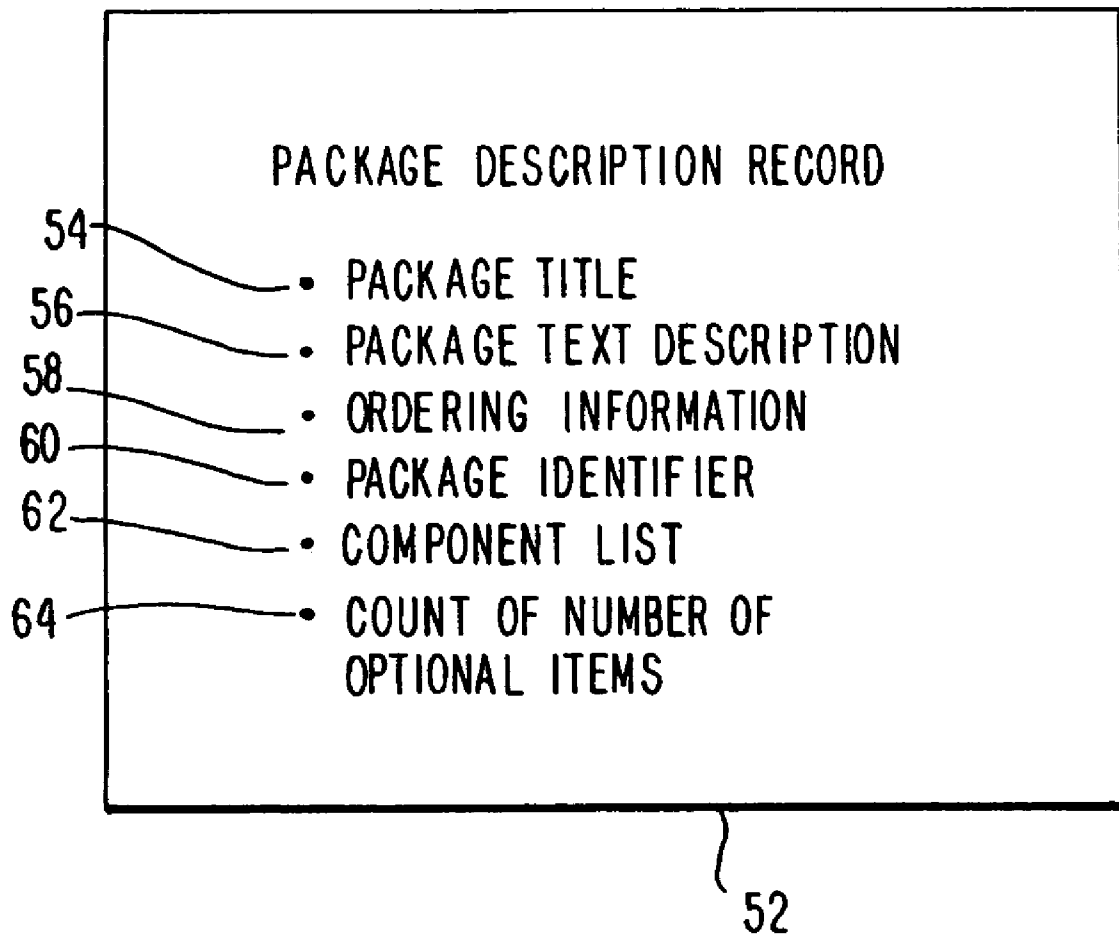 PACKAGE DESCRIPTION RECORD
54
• PACKAGE TITLE
56
• PACKAGE TEXT DESCRIPTION
58
• ORDERING INFORMATION
60
• PACKAGE IDENTIFIER
62
• COMPONENT LIST
64
• COUNT OF NUMBER OF
OPTIONAL ITEMS
52